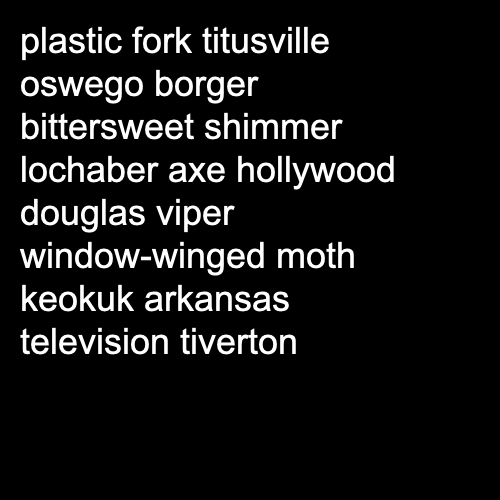 plastic fork titusville
oswego borger
bittersweet shimmer
lochaber axe hollywood
douglas viper
window-winged moth
keokuk arkansas
television tiverton